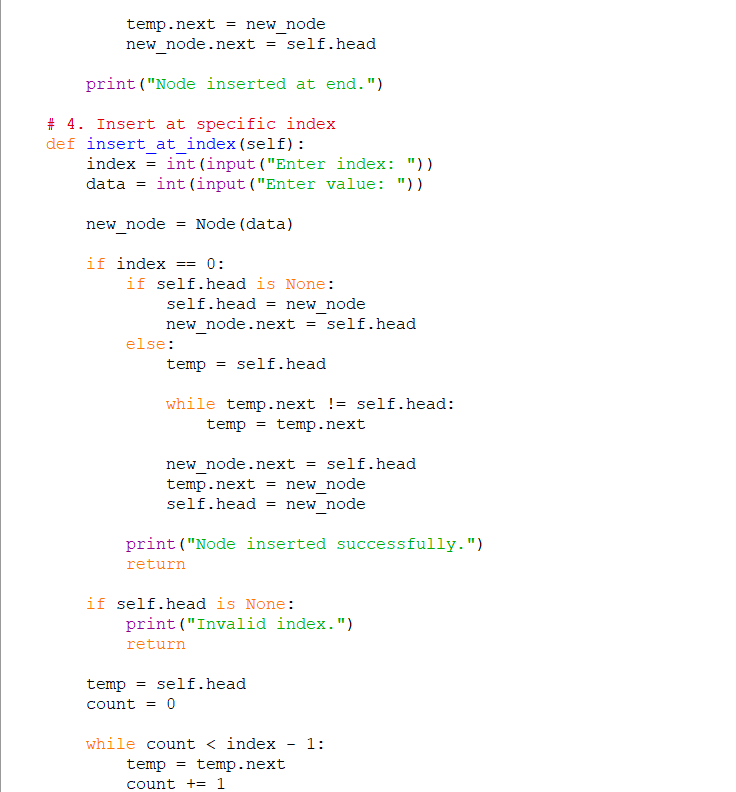 temp.next = new_node
new_node.next = self.head
print("Node inserted at end.")
# 4. Insert at specific index
def insert_at_index(self):
index = int(input("Enter index: "))
data = int(input("Enter value: "))
new_node = Node(data)
if index == 0:
if self.head is None:
self.head = new_node
new_node.next = self.head
else:
temp = self.head
while temp.next != self.head:
temp = temp.next
new_node.next = self.head
temp.next = new_node
self.head = new_node
print("Node inserted successfully.")
return
if self.head is None:
print("Invalid index.")
return
temp = self.head
count = 0
while count < index - 1:
temp = temp.next
count += 1